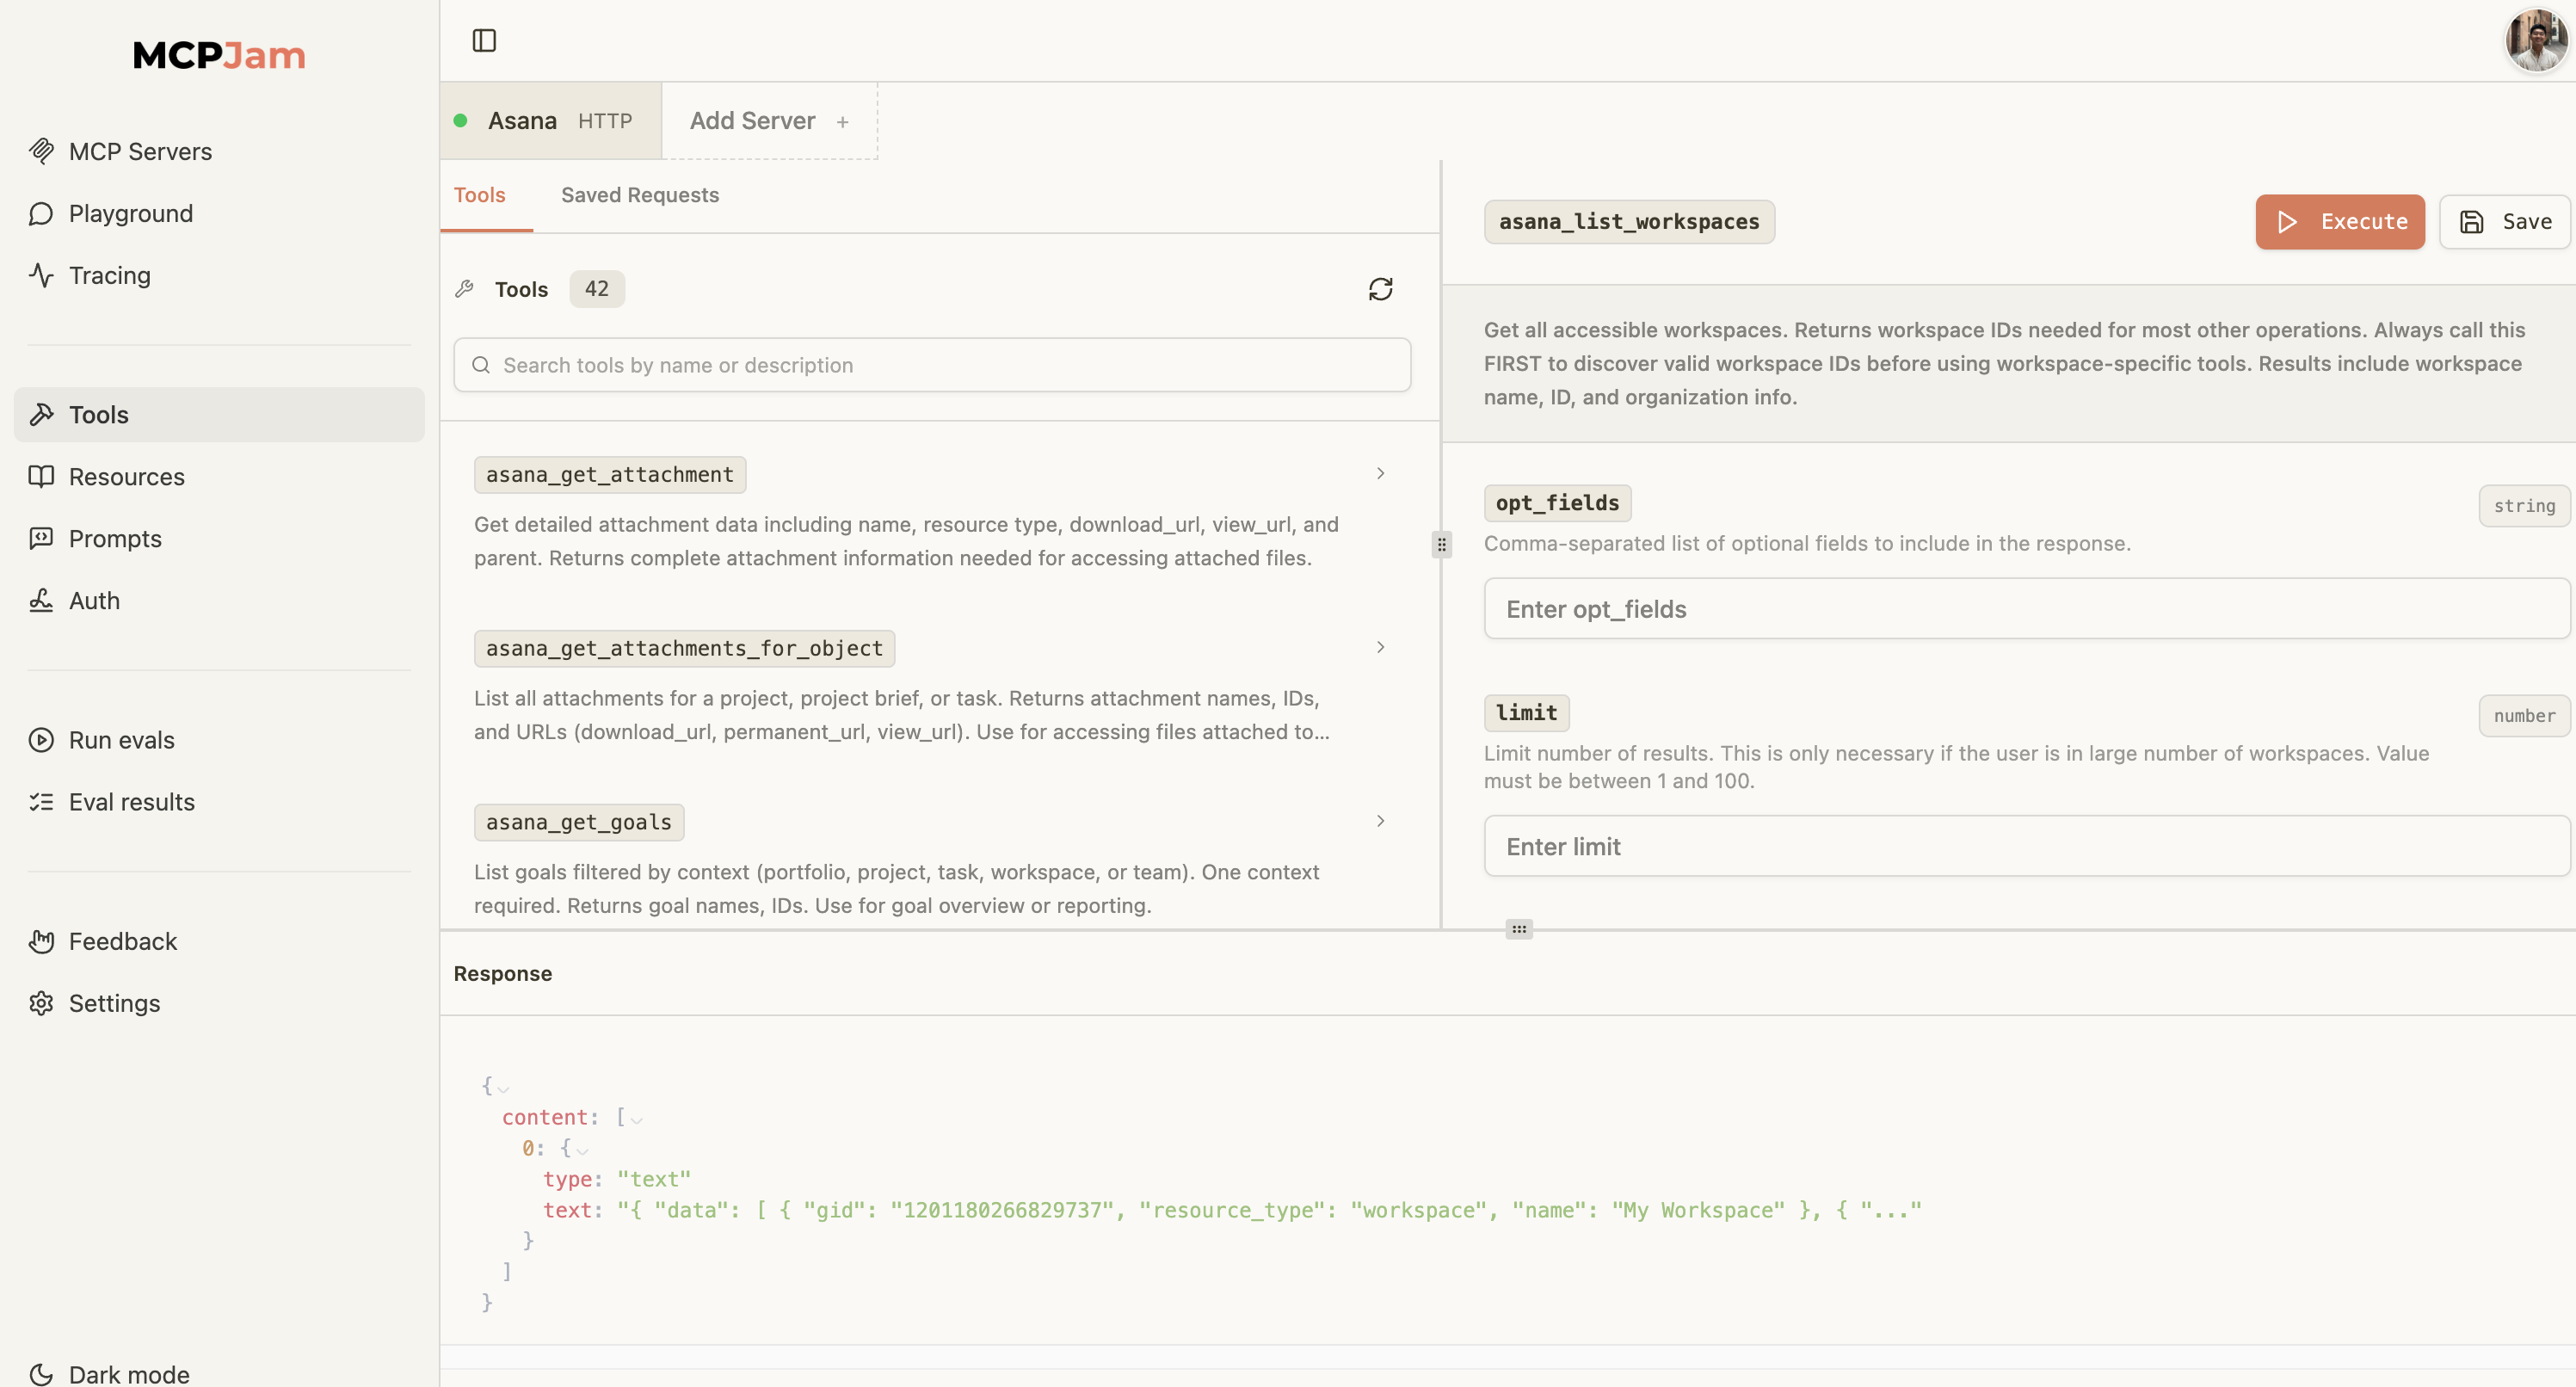 MCPJam
MCP Servers
Playground
Tracing
Tools
Resources
Prompts
Auth
Run evals
Eval results
Feedback
Settings
Dark mode
Asana HTTP
Add Server +
Tools
Saved Requests
Tools 42
Search tools by name or description
asana_get_attachment
Get detailed attachment data including name, resource type, download_url, view_url, and
parent. Returns complete attachment information needed for accessing attached files.
asana_get_attachments_for_object
List all attachments for a project, project brief, or task. Returns attachment names, IDs,
and URLs (download_url, permanent_url, view_url). Use for accessing files attached to...
asana_get_goals
List goals filtered by context (portfolio, project, task, workspace, or team). One context
required. Returns goal names, IDs. Use for goal overview or reporting.
asana_list_workspaces
Execute
Save
Get all accessible workspaces. Returns workspace IDs needed for most other operations. Always call this
FIRST to discover valid workspace IDs before using workspace-specific tools. Results include workspace
name, ID, and organization info.
opt_fields
string
Comma-separated list of optional fields to include in the response.
Enter opt_fields
limit
number
Limit number of results. This is only necessary if the user is in large number of workspaces. Value
must be between 1 and 100.
Enter limit
Response
{
content: [
0: {
type: "text"
text: "{ "data": [ { "gid": "1201180266829737", "resource_type": "workspace", "name": "My Workspace" }, { "..."
}
]
}